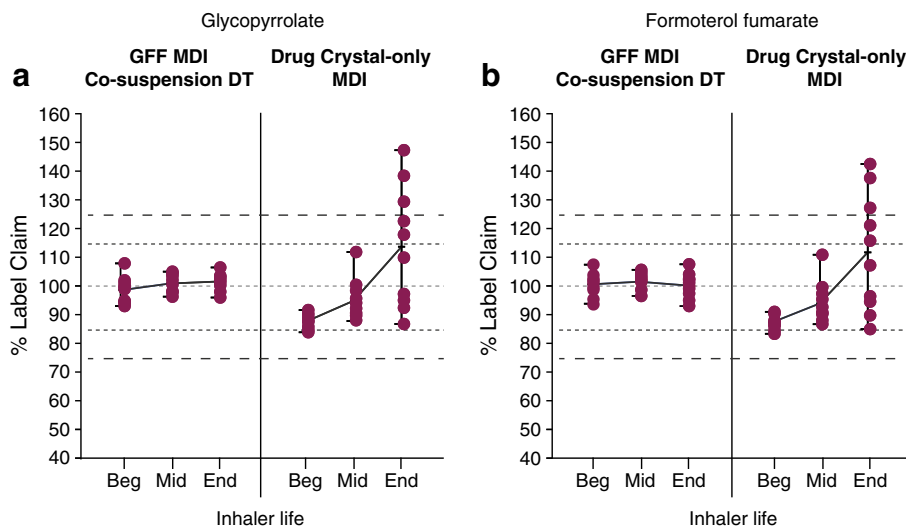 Glycopyrrolate
GFF MDI
Co-suspension DT
Drug Crystal-only
MDI
a
% Label Claim
160
150
140
130
120
110
100
90
80
70
60
50
40
Beg Mid End Beg Mid End
Inhaler life
Formoterol fumarate
GFF MDI
Co-suspension DT
Drug Crystal-only
MDI
b
% Label Claim
160
150
140
130
120
110
100
90
80
70
60
50
40
Beg Mid End Beg Mid End
Inhaler life